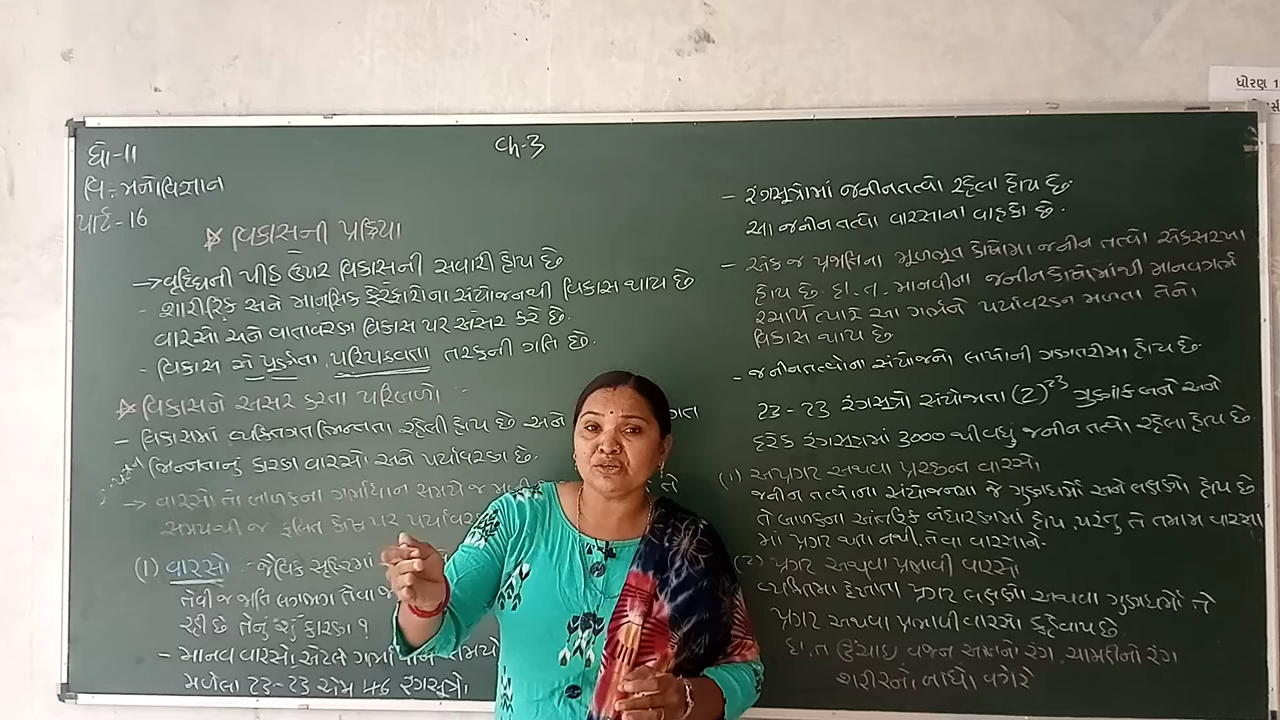 ધો-11
વિ:- મનોવિજ્ઞાન
પાર્ટ-16
Ch-3
★ વિકાસની પ્રક્રિયા
→ વૃદ્ધિની પીઠ ઉપર વિકાસની સવારી હોય છે
- શારીરિક અને માનસિક ફેરફારોના સંયોજનથી વિકાસ થાય છે
વારસો અને વાતાવરણ વિકાસ પર અસર કરે છે.
- વિકાસ એ પૂર્ણતા, પરિપક્વતા તરફની ગતિ છે.
★ વિકાસને અસર કરતા પરિબળો :-
- વિકાસમાં વ્યક્તિગત ભિન્નતા રહેલી હોય છે અને
ભિન્નતાનું કારણ વારસો અને પર્યાવરણ છે.
→ વારસો તો બાળકના ગર્ભાધાન સમયે જ
સમયથી જ ફલિત કોષ પર
(1) વારસો :- જૈવિક સૃષ્ટિમાં
તેવી જ જાતિ લગભગ તેવા જ
રહી છે તેનું શું કારણ ?
- માનવ વારસો એટલે ગર્ભાધાન સમયે
મળેલા 23-23 એમ 46 રંગસૂત્રો
- રંગસૂત્રોમાં જનીનતત્વો રહેલા હોય છે.
આ જનીન તત્વો વારસાના વાહકો છે.
- એક જ પ્રજાતિના મૂળભૂત કોષોમાં જનીન તત્વો એકસરખા
હોય છે. દા.ત. માનવીના જનીનકોષોમાંથી માનવગર્ભ
રચાય ત્યારે આ ગર્ભને પર્યાવરણ મળતા તેનો
વિકાસ થાય છે.
- જનીનતત્વોના સંયોજનો લાખોની ગણતરીમાં હોય છે.
23-23 રંગસૂત્રો સંયોજાતા (2)²³ ગુણાંક બને અને
દરેક રંગસૂત્રમાં 3000 થી વધુ જનીન તત્વો રહેલા હોય છે.
(1) અપ્રગટ અથવા પ્રચ્છન્ન વારસો
જનીન તત્વોના સંયોજનમાં જે ગુણધર્મો અને લક્ષણો હોય છે
તે બાળકના આંતરિક બંધારણમાં હોય, પરંતુ તે તમામ વારસા
માં પ્રગટ થતા નથી. તેવા વારસાને.
(2) પ્રગટ અથવા પ્રભાવી વારસો
વ્યક્તિમાં દેખાતા પ્રગટ લક્ષણો અથવા ગુણધર્મો તે
પ્રગટ અથવા પ્રભાવી વારસો કહેવાય છે.
દા.ત ઉંચાઇ વજન આંખનો રંગ, ચામડીનો રંગ
શરીરનો બાંધો વગેરે
ધોરણ 1